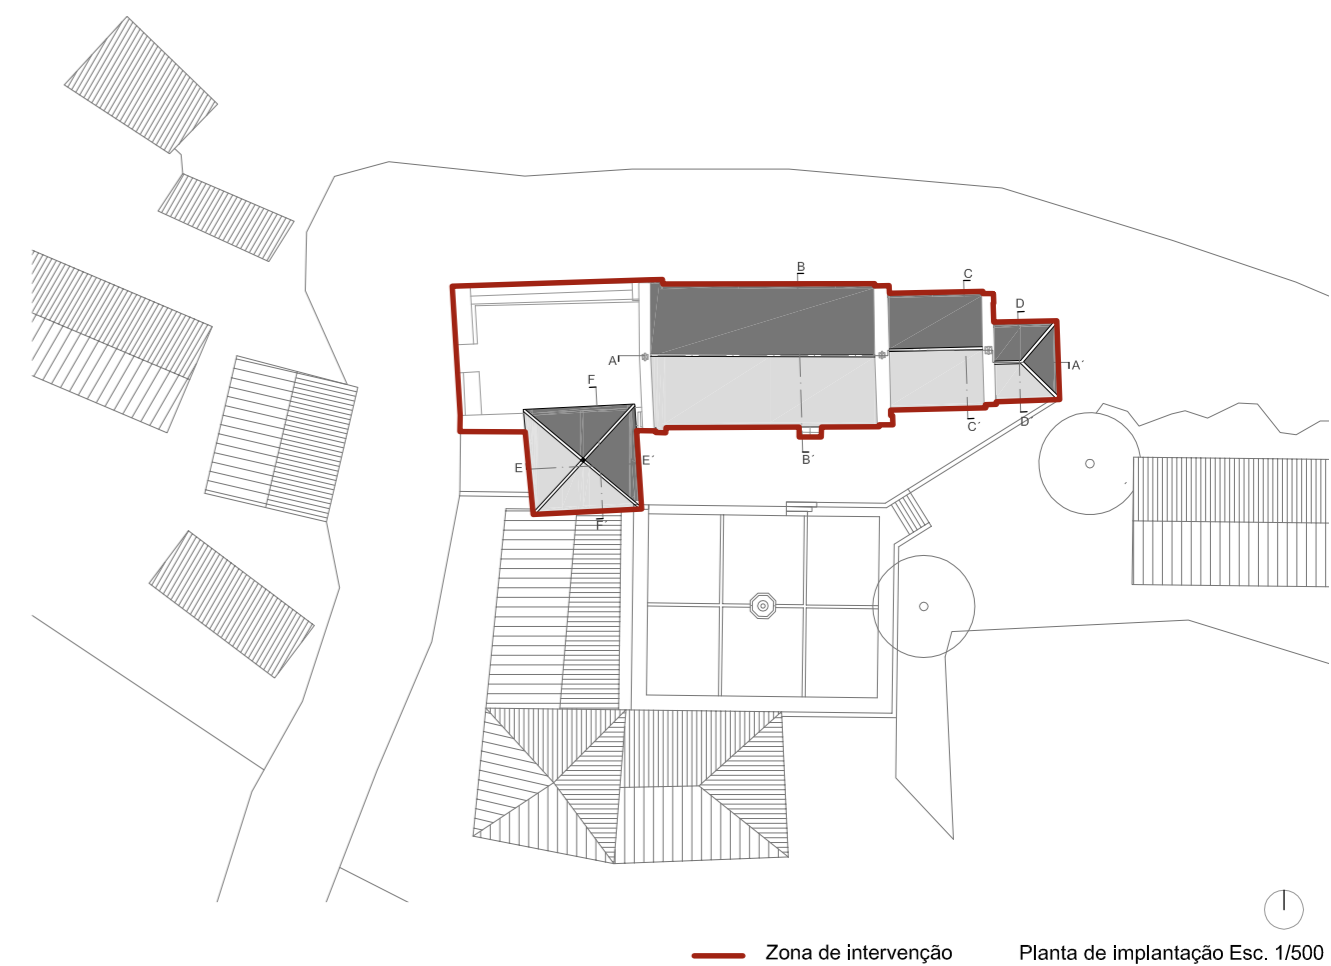 B
C
D
A
A´
F
D´
C´
B´
E
E´
F´
Zona de intervenção
Planta de implantação Esc. 1/500